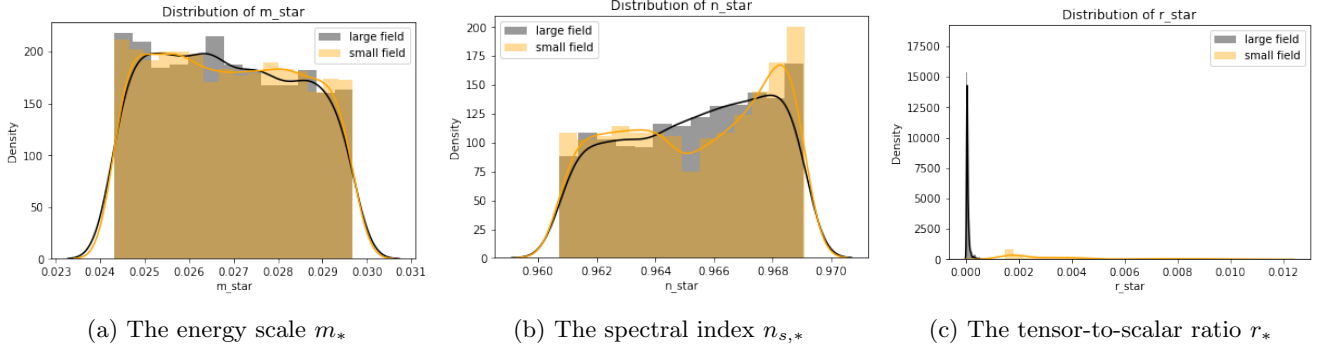 Distribution of m_star
large field
small field
Density
200
150
100
50
0
0.023 0.024 0.025 0.026 0.027 0.028 0.029 0.030 0.031
m_star
(a) The energy scale m*
Distribution of n_star
large field
small field
Density
200
175
150
125
100
75
50
25
0
0.960 0.962 0.964 0.966 0.968 0.970
n_star
(b) The spectral index ns,*
Distribution of r_star
large field
small field
Density
17500
15000
12500
10000
7500
5000
2500
0
0.000 0.002 0.004 0.006 0.008 0.010 0.012
r_star
(c) The tensor-to-scalar ratio r*